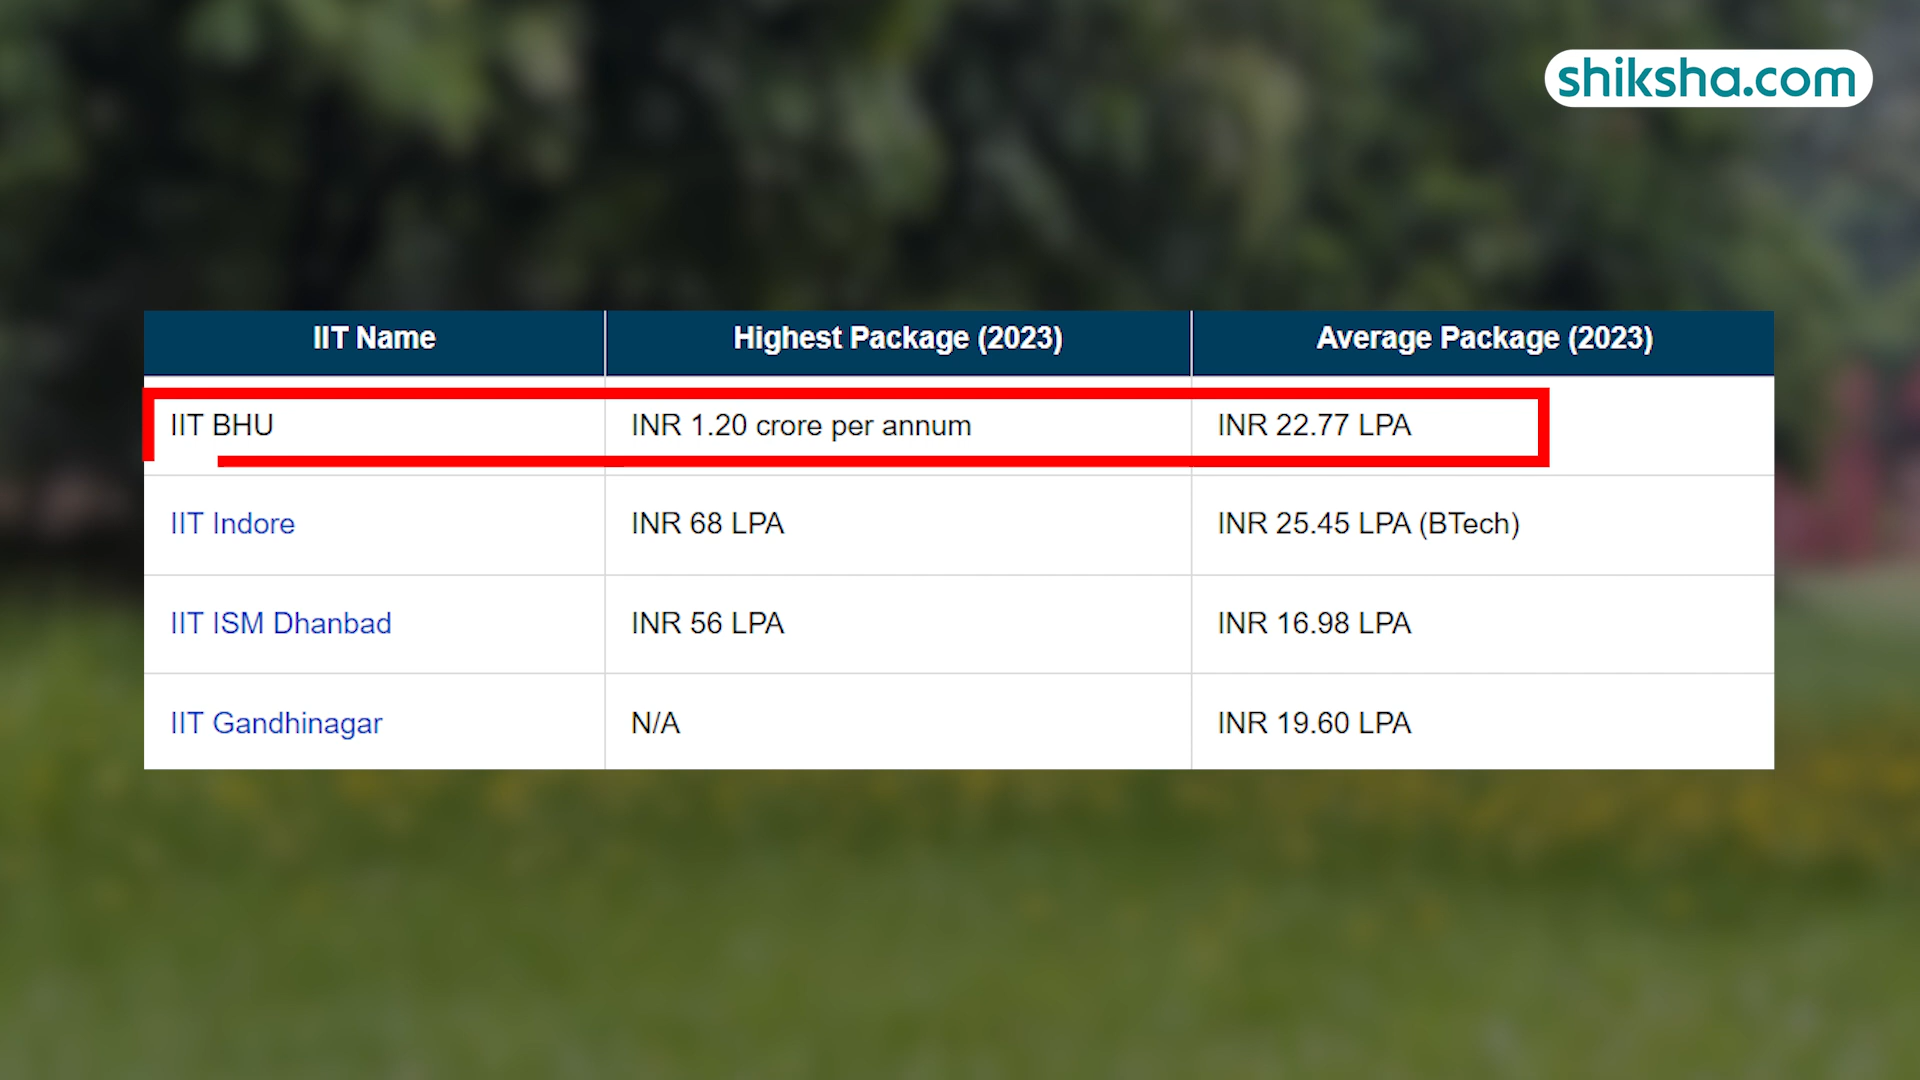 shiksha.com
IIT Name Highest Package (2023) Average Package (2023)
IIT BHU INR 1.20 crore per annum INR 22.77 LPA
IIT Indore INR 68 LPA INR 25.45 LPA (BTech)
IIT ISM Dhanbad INR 56 LPA INR 16.98 LPA
IIT Gandhinagar N/A INR 19.60 LPA